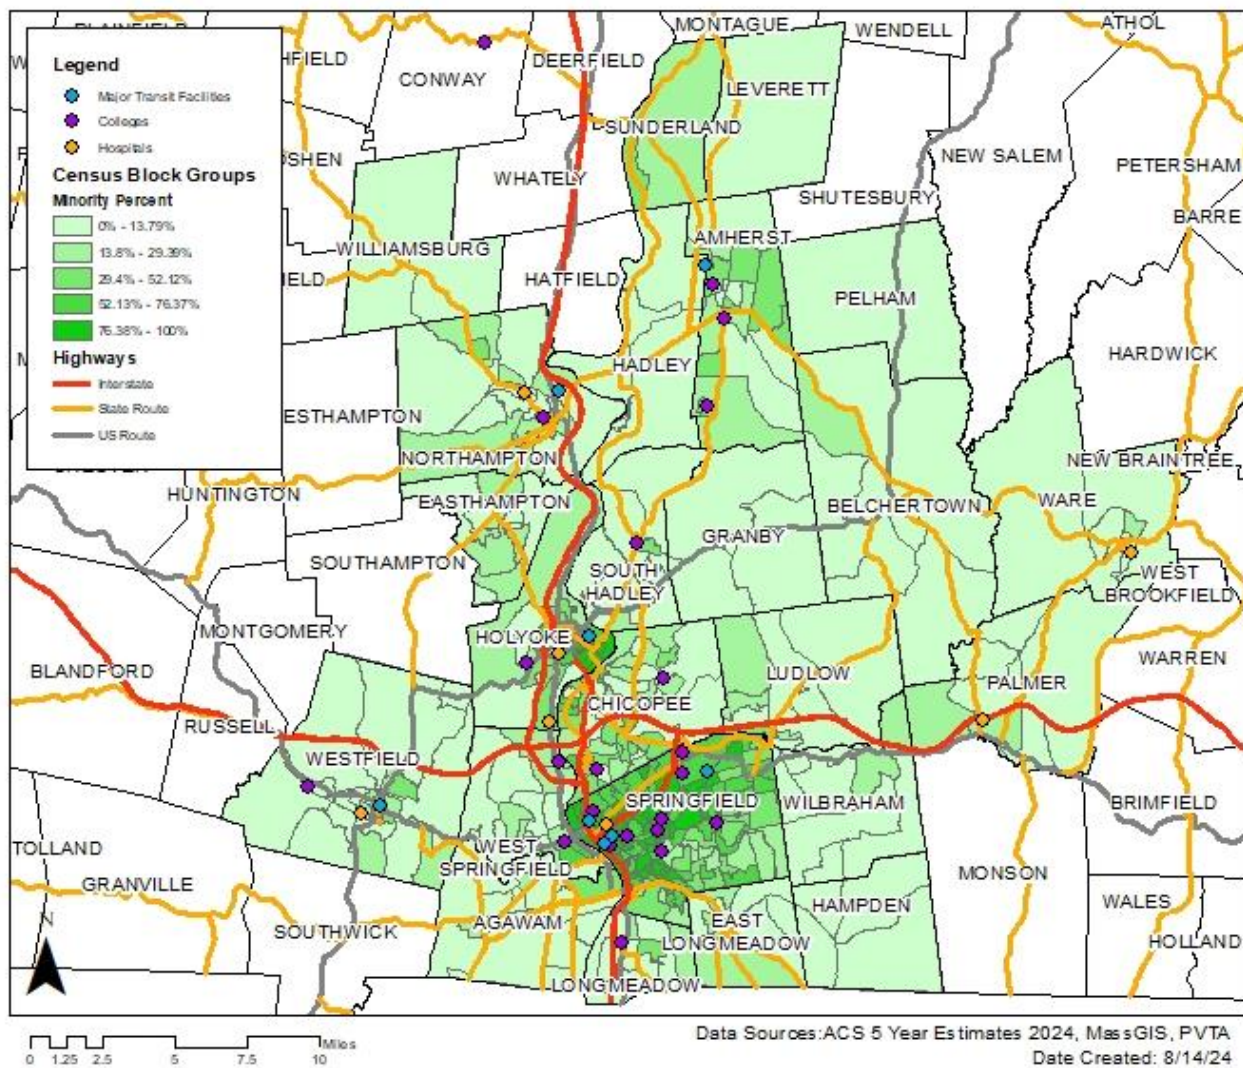 PLAINFIELD
MONTAGUE
WENDELL
ATHOL
HFIELD
DEERFIELD
CONWAY
LEVERETT
Legend
Major Transit Facilities
Colleges
Hospitals
Census Block Groups
Minority Percent
0% - 13.79%
13.8% - 29.39%
29.4% - 52.12%
52.13% - 76.37%
76.38% - 100%
Highways
Interstate
State Route
US Route
SUNDERLAND
OSHEN
NEW SALEM
PETERSHAM
WHATELY
SHUTESBURY
BARRE
WILLIAMSBURG
AMHERST
IELD
HATFIELD
PELHAM
HADLEY
HARDWICK
ESTHAMPTON
NORTHAMPTON
NEW BRAINTREE
HUNTINGTON
EASTHAMPTON
BELCHERTOWN
WARE
GRANBY
SOUTHAMPTON
SOUTH
HADLEY
WEST
BROOKFIELD
MONTGOMERY
HOLYOKE
WARREN
BLANDFORD
LUDLOW
PALMER
CHICOPEE
RUSSELL
WESTFIELD
SPRINGFIELD
WILBRAHAM
BRIMFIELD
TOLLAND
WEST
SPRINGFIELD
GRANVILLE
MONSON
WALES
HAMPDEN
AGAWAM
EAST
LONGMEADOW
SOUTHWICK
HOLLAND
LONGMEADOW
N
Miles
0 1.25 2.5 5 7.5 10
Data Sources:ACS 5 Year Estimates 2024, MassGIS, PVTA
Date Created: 8/14/24